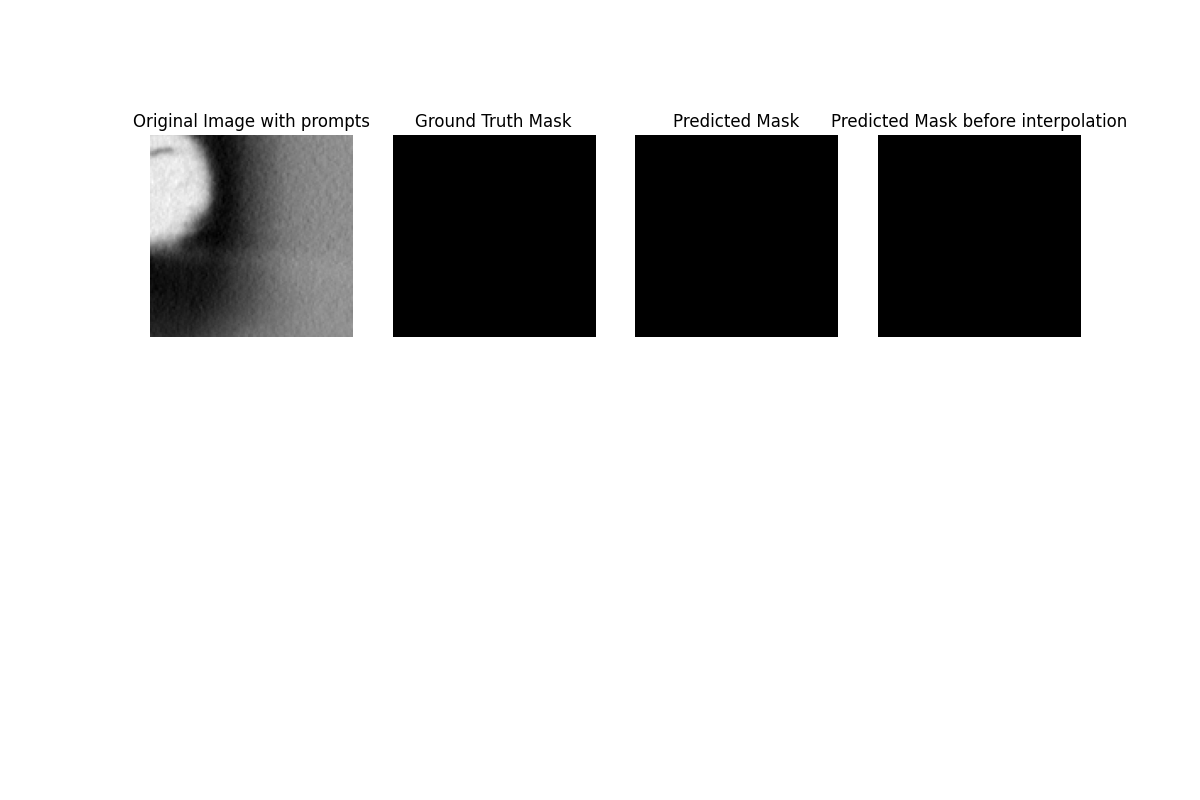 Original Image with prompts
Ground Truth Mask
Predicted Mask
Predicted Mask before interpolation